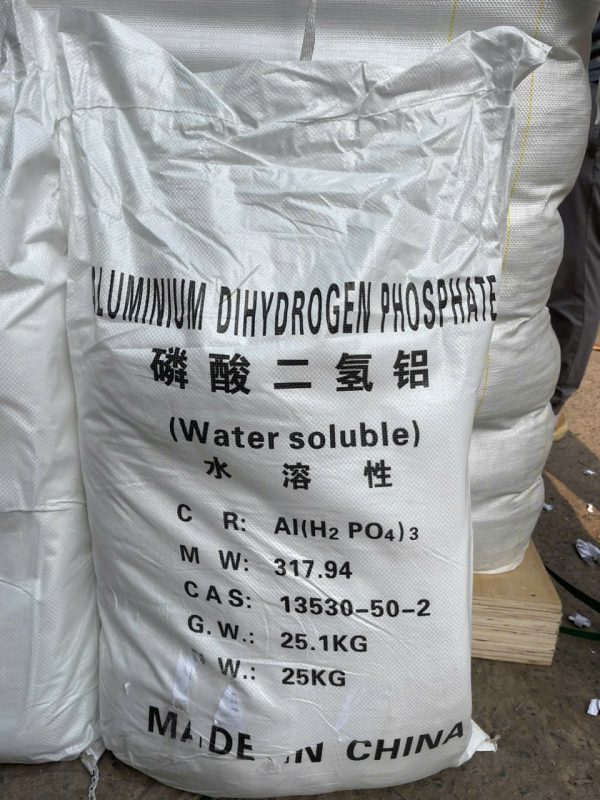 ALUMINIUM DIHYDROGEN PHOSPHATE
磷酸二氢铝
(Water soluble)
水溶性
C R: Al(H2 PO4)3
M W: 317.94
CAS: 13530-50-2
G.W.: 25.1KG
W.: 25KG
MADE IN CHINA